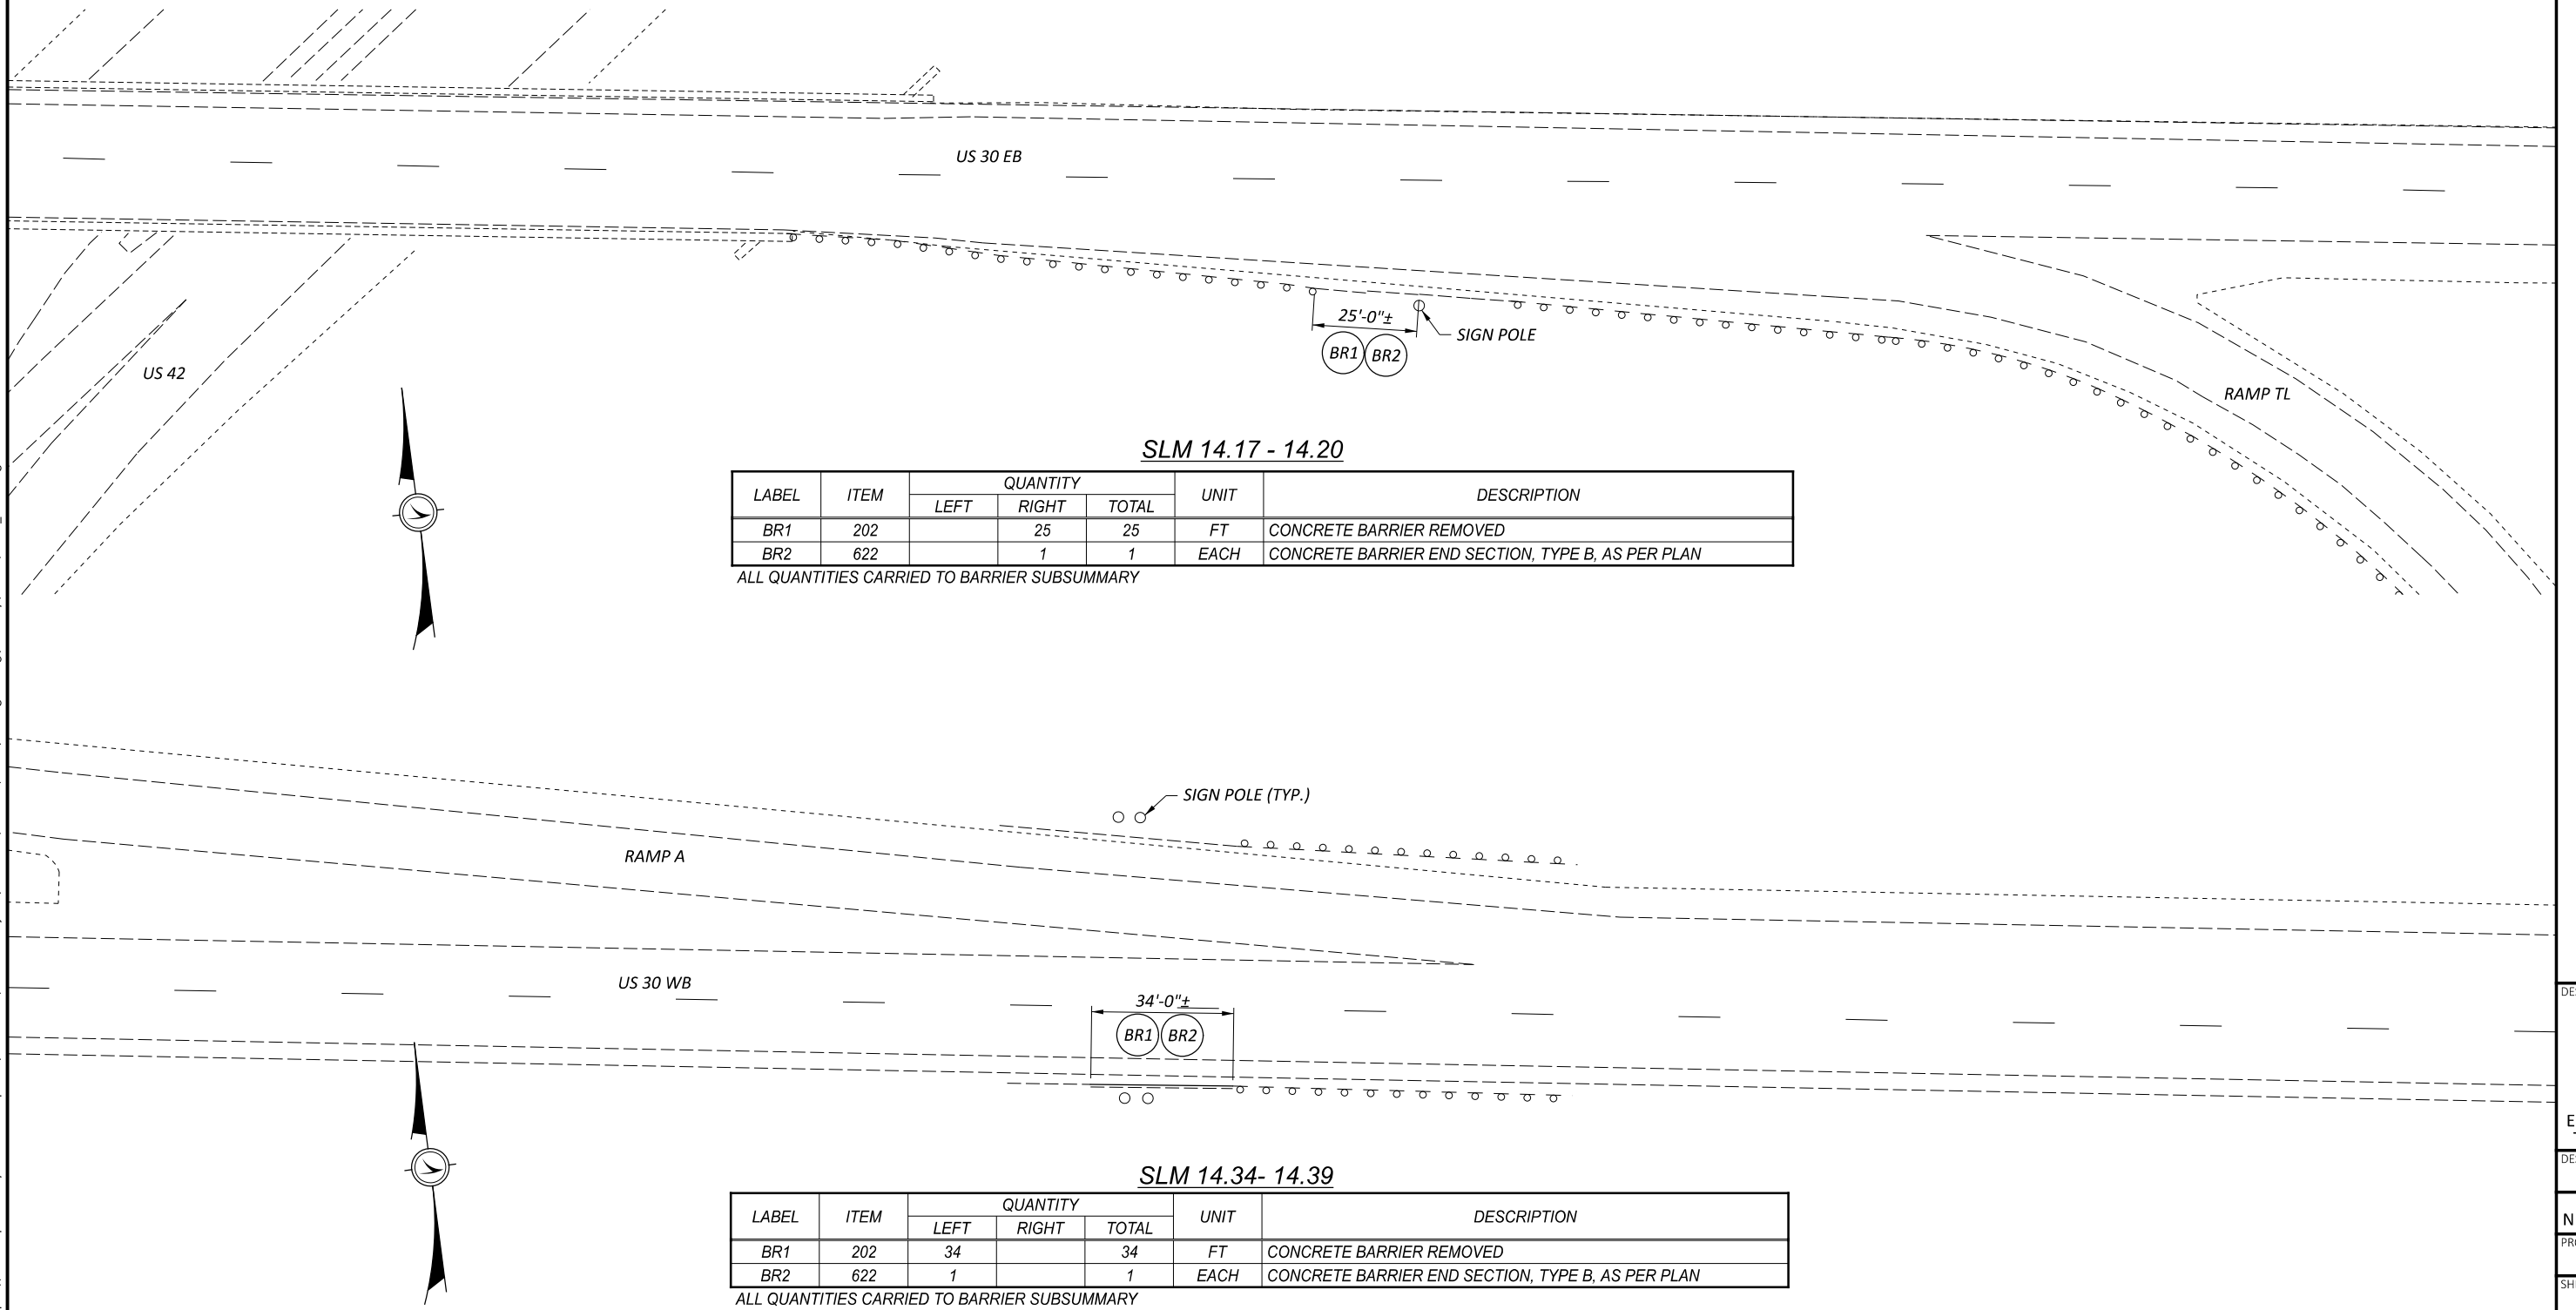 US 30 EB
25'-0"±
SIGN POLE
BR1 BR2
US 42
RAMP TL
SLM 14.17 - 14.20
LABEL ITEM QUANTITY UNIT DESCRIPTION
LEFT RIGHT TOTAL
BR1 202 25 25 FT CONCRETE BARRIER REMOVED
BR2 622 1 1 EACH CONCRETE BARRIER END SECTION, TYPE B, AS PER PLAN
ALL QUANTITIES CARRIED TO BARRIER SUBSUMMARY
SIGN POLE (TYP.)
RAMP A
US 30 WB
34'-0"±
BR1 BR2
SLM 14.34- 14.39
LABEL ITEM QUANTITY UNIT DESCRIPTION
LEFT RIGHT TOTAL
BR1 202 34 34 FT CONCRETE BARRIER REMOVED
BR2 622 1 1 EACH CONCRETE BARRIER END SECTION, TYPE B, AS PER PLAN
ALL QUANTITIES CARRIED TO BARRIER SUBSUMMARY